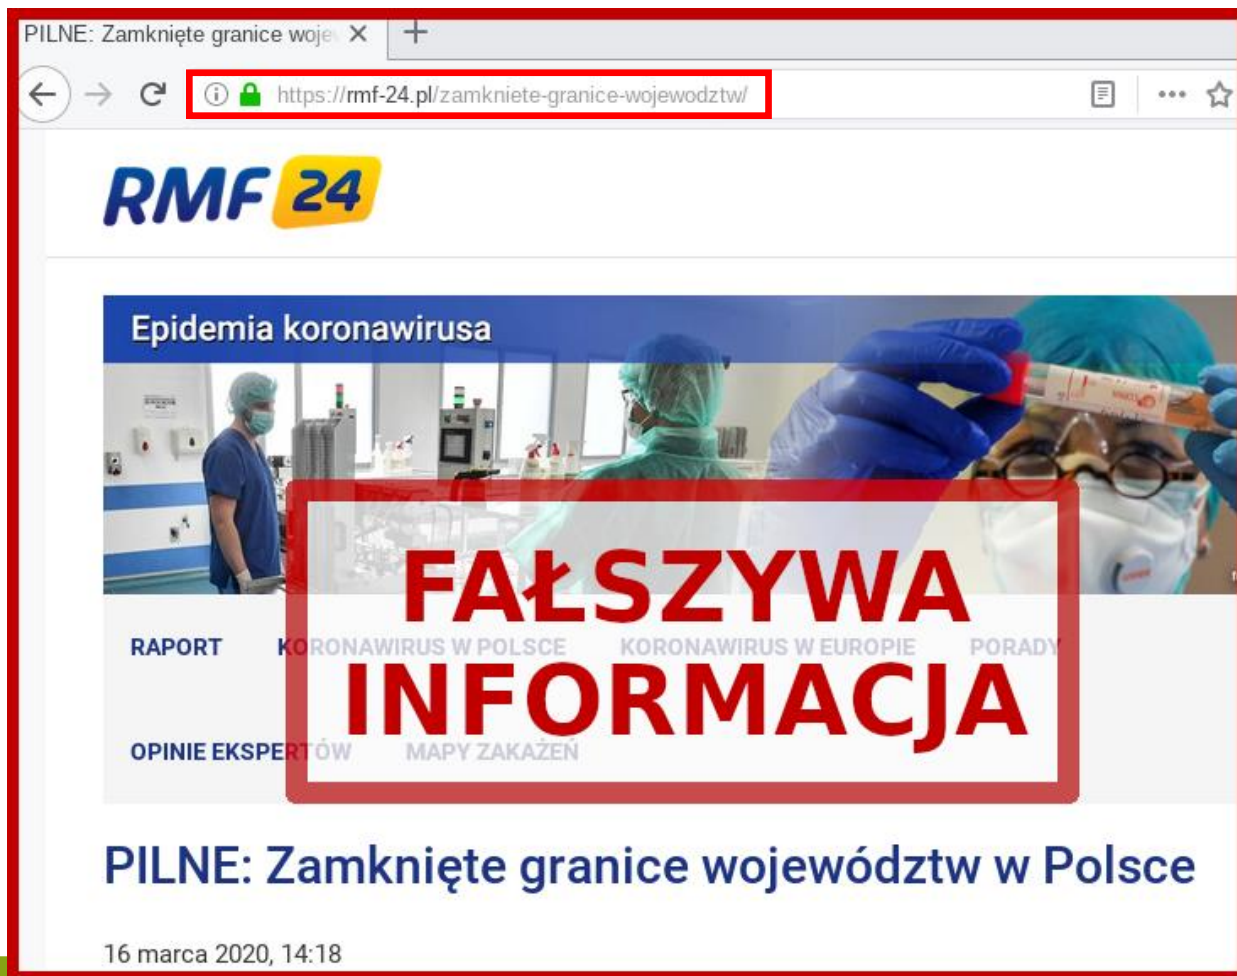 PILNE: Zamknięte granice woje
https://rmf-24.pl/zamkniete-granice-wojewodztw/
RMF 24
Epidemia koronawirusa
FAŁSZYWA
RAPORT KORONAWIRUS W POLSCE KORONAWIRUS W EUROPIE PORADY
INFORMACJA
OPINIE EKSPERTÓW MAPY ZAKAŻEŃ
PILNE: Zamknięte granice województw w Polsce
16 marca 2020, 14:18